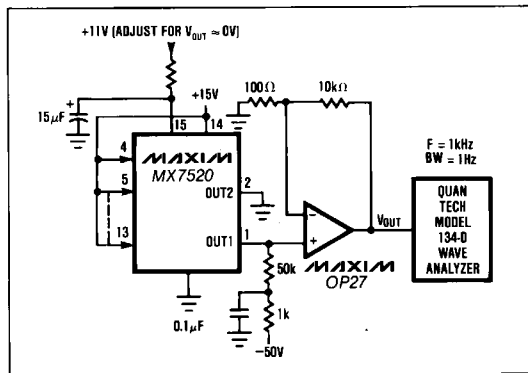 +11V (ADJUST FOR VOUT ≈ 0V)
+15V
100Ω
10kΩ
15µF
+
15
14
4
5
13
MAXIM
MX7520
OUT2
2
OUT1
1
F = 1kHz
BW = 1Hz
QUAN
TECH
MODEL
134-D
WAVE
ANALYZER
−
+
VOUT
MAXIM
OP27
50k
0.1µF
1k
−50V